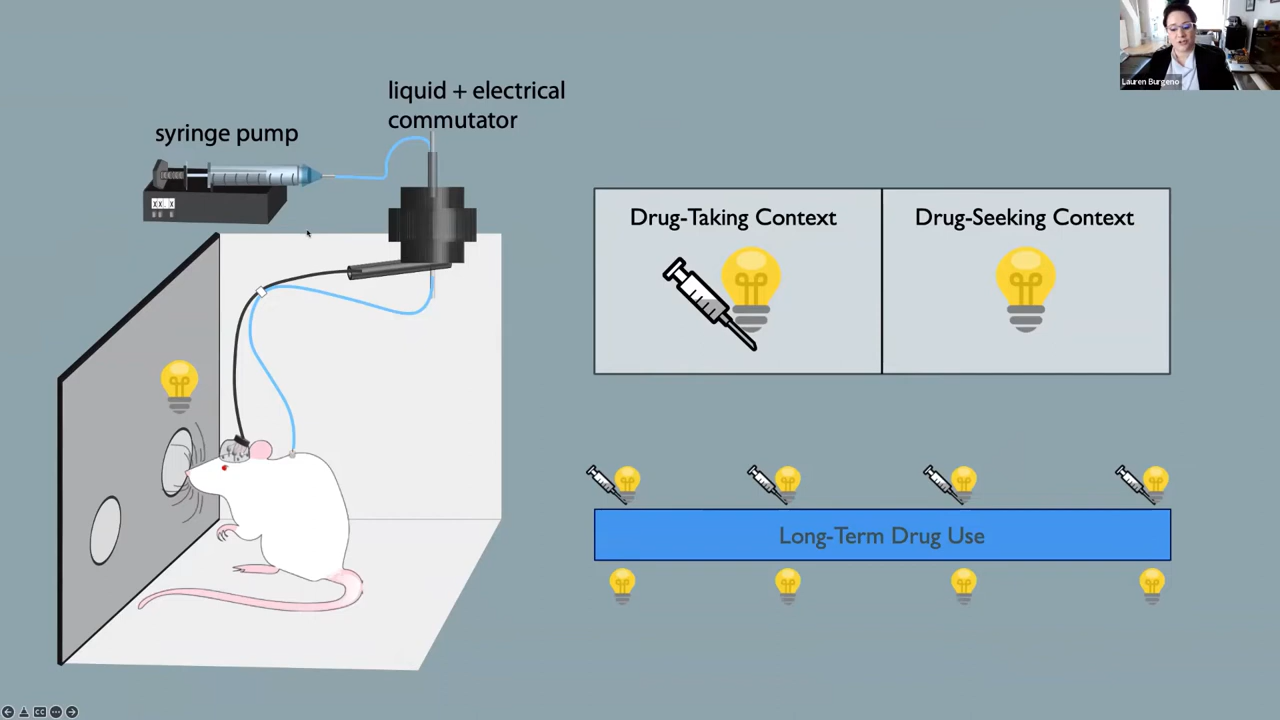 liquid + electrical
commutator
syringe pump
Lauren Burgeno
Drug-Taking Context
Drug-Seeking Context
Long-Term Drug Use